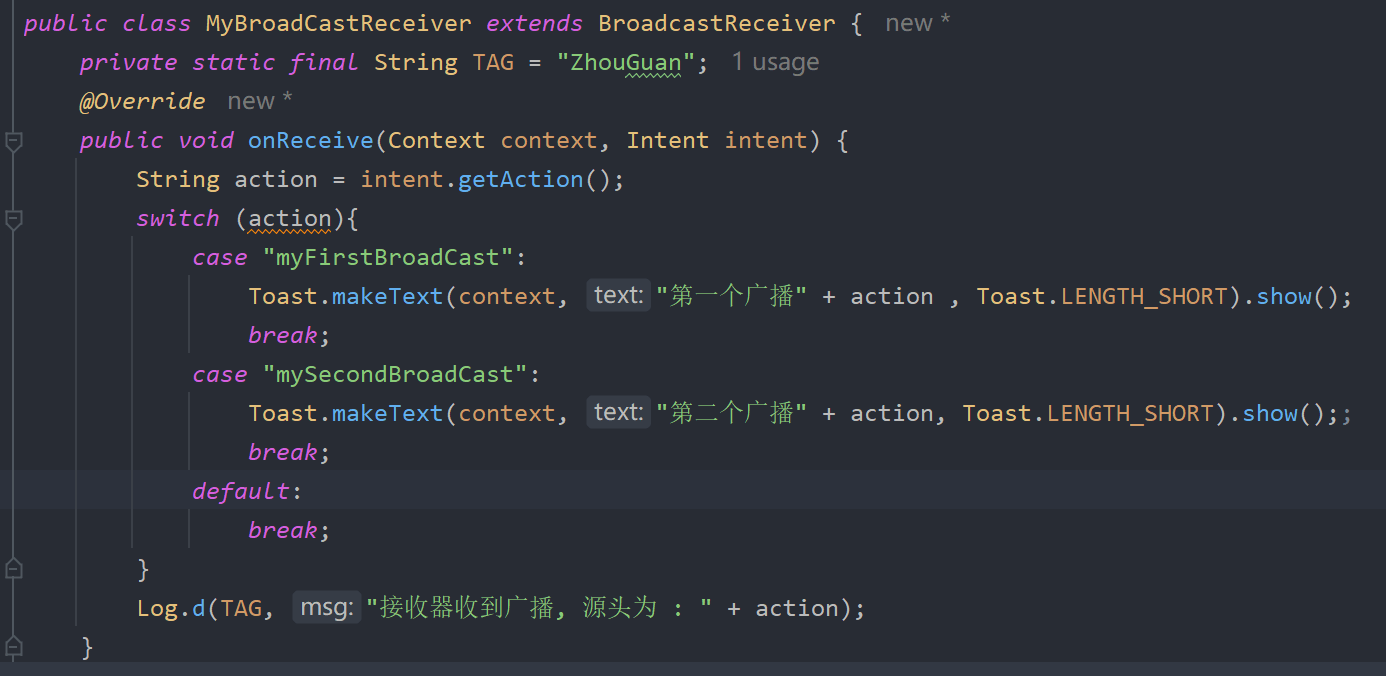 public class MyBroadCastReceiver extends BroadcastReceiver {  new *
    private static final String TAG = "ZhouGuan";  1 usage
    @Override  new *
    public void onReceive(Context context, Intent intent) {
        String action = intent.getAction();
        switch (action){
            case "myFirstBroadCast":
                Toast.makeText(context, text: "第一个广播" + action , Toast.LENGTH_SHORT).show();
                break;
            case "mySecondBroadCast":
                Toast.makeText(context, text: "第二个广播" + action, Toast.LENGTH_SHORT).show();;
                break;
            default:
                break;
        }
        Log.d(TAG, msg: "接收器收到广播, 源头为 : " + action);
    }